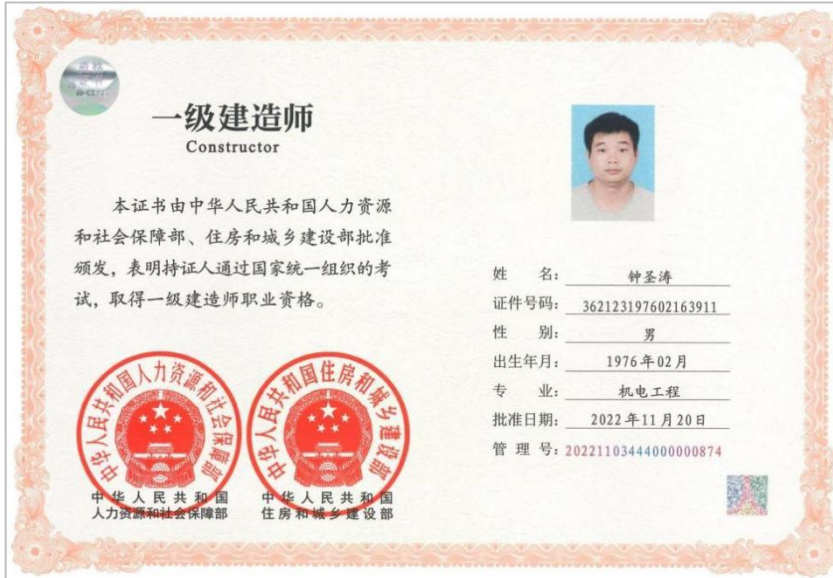 一级建造师
Constructor
本证书由中华人民共和国人力资源
和社会保障部、住房和城乡建设部批准
颁发，表明持证人通过国家统一组织的考
试，取得一级建造师职业资格。
中华人民共和国人力资源和社会保障部
中华人民共和国
人力资源和社会保障部
中华人民共和国住房和城乡建设部
中华人民共和国
住房和城乡建设部
姓 名： 钟圣涛
证件号码： 362123197602163911
性 别： 男
出生年月： 1976年02月
专 业： 机电工程
批准日期： 2022年11月20日
管 理 号： 20221103444000000874